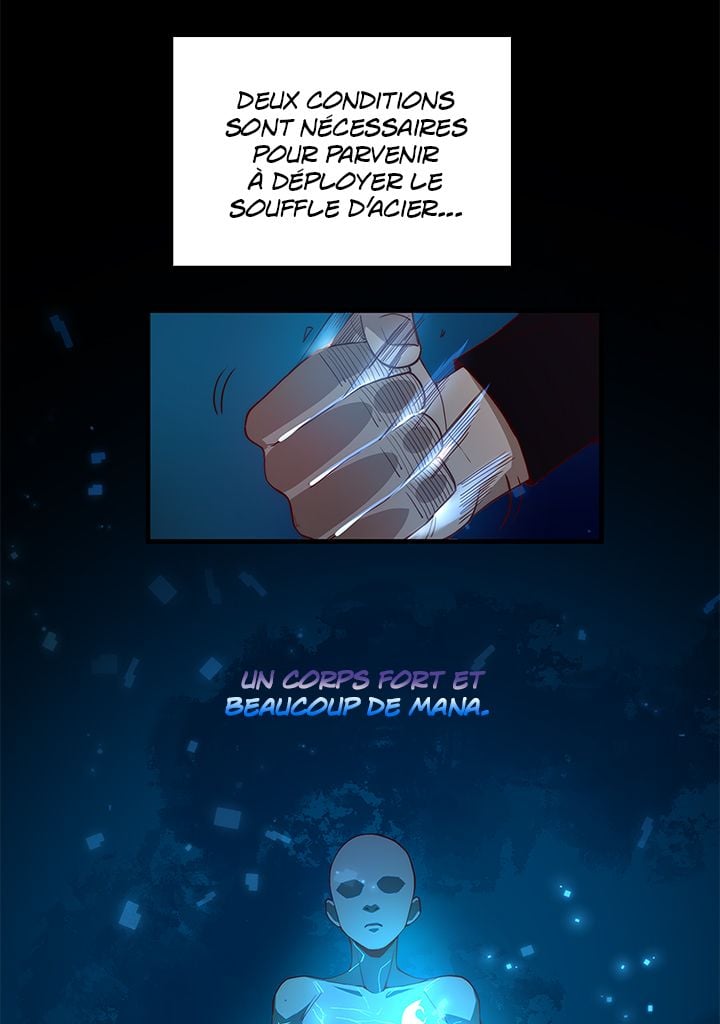 DEUX CONDITIONS
SONT NÉCESSAIRES
POUR PARVENIR
À DÉPLOYER LE
SOUFFLE D'ACIER...
UN CORPS FORT ET
BEAUCOUP DE MANA.